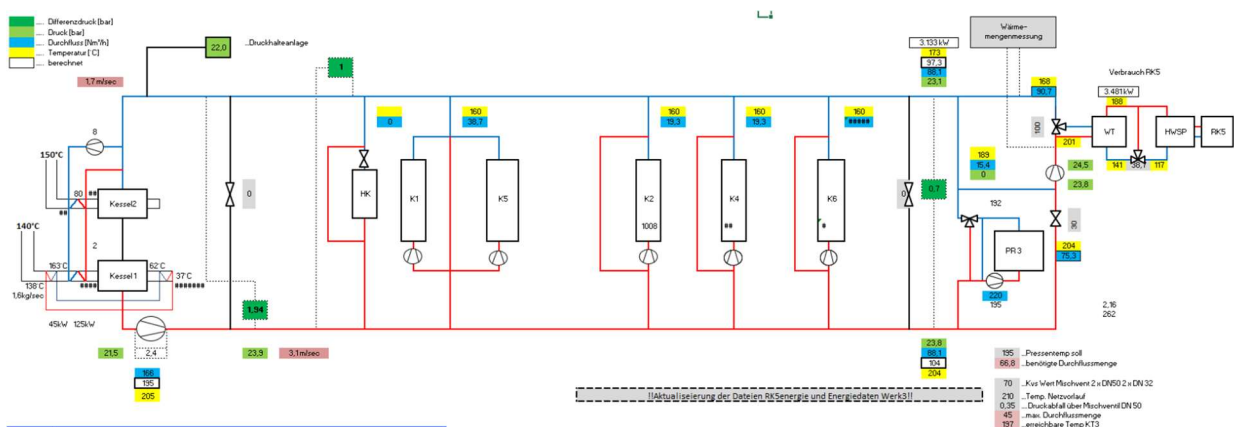 ... Differenzdruck [bar]
... Druck [bar]
... Durchfluss [Nm³/h]
... Temperatur [°C]
... berechnet
22,0
...Druckhalteanlage
1,7 m/sec
1
3.133 kW
173
97,3
88,1
23,1
Wärme-
mengenmessung
168
90,7
Verbrauch RK5
3.481 kW
188
100
WT
HWSP
RK5
201
141
38,7
117
8
150°C
80
##
Kessel2
##
140°C
2
163°C
62°C
Kessel1
37°C
138°C
####
#######
1,6kg/sec
45kW
125kW
0
0
HK
160
38,7
K1
K5
160
19,3
K2
1008
160
19,3
K4
##
160
#####
K6
#
0
0,7
189
15,4
0
24,5
23,8
192
90
PR3
204
75,3
220
195
2,16
262
1,94
21,5
2,4
23,9
3,1m/sec
166
195
205
23,8
88,1
104
204
!!Aktualiseierung der Dateien RK5energie und Energiedaten Werk3!!
195 ...Pressentemp soll
66,8 ...benötigte Durchflussmenge
70 ...Kvs Wert Mischvent 2 x DN50 2 x DN 32
210 ...Temp. Netzvorlauf
0,35 ...Druckabfall über Mischventil DN 50
45 ...max. Durchflussmenge
197 ...erreichbare Temp KT3